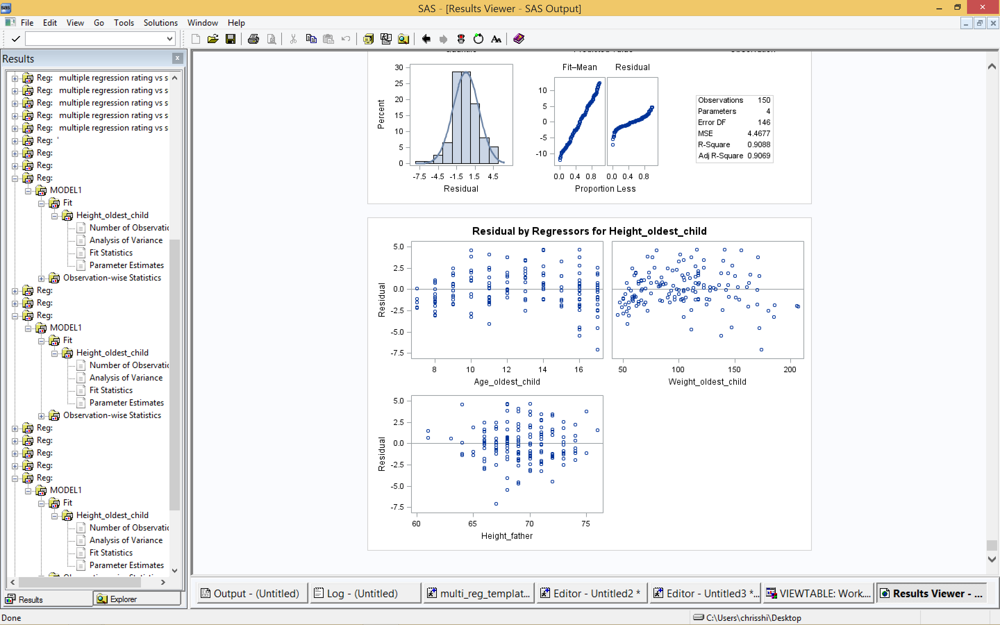 SAS - [Results Viewer - SAS Output]
File Edit View Go Tools Solutions Window Help
Results
Reg: multiple regression rating vs s
Reg: multiple regression rating vs s
Reg: multiple regression rating vs s
Reg: multiple regression rating vs s
Reg: multiple regression rating vs s
Reg: '
Reg:
Reg:
Reg:
MODEL1
Fit
Height_oldest_child
Number of Observatio
Analysis of Variance
Fit Statistics
Parameter Estimates
Observation-wise Statistics
Reg:
Reg:
Reg:
MODEL1
Fit
Height_oldest_child
Number of Observatio
Analysis of Variance
Fit Statistics
Parameter Estimates
Observation-wise Statistics
Reg:
Reg:
Reg:
Reg:
Reg:
MODEL1
Fit
Height_oldest_child
Number of Observatio
Analysis of Variance
Fit Statistics
Parameter Estimates
Results
Explorer
30
25
20
15
10
5
0
Percent
-7.5 -4.5 -1.5 1.5 4.5
Residual
Fit–Mean Residual
10
5
0
-5
-10
0.0 0.4 0.8 0.0 0.4 0.8
Proportion Less
Observations 150
Parameters 4
Error DF 146
MSE 4.4677
R-Square 0.9088
Adj R-Square 0.9069
Residual by Regressors for Height_oldest_child
5.0
2.5
0.0
-2.5
-5.0
-7.5
Residual
8 10 12 14 16
Age_oldest_child
50 100 150 200
Weight_oldest_child
5.0
2.5
0.0
-2.5
-5.0
-7.5
Residual
60 65 70 75
Height_father
Output - (Untitled)
Log - (Untitled)
multi_reg_templat...
Editor - Untitled2 *
Editor - Untitled3 *...
VIEWTABLE: Work....
Results Viewer - ...
Done
C:\Users\chrisshi\Desktop